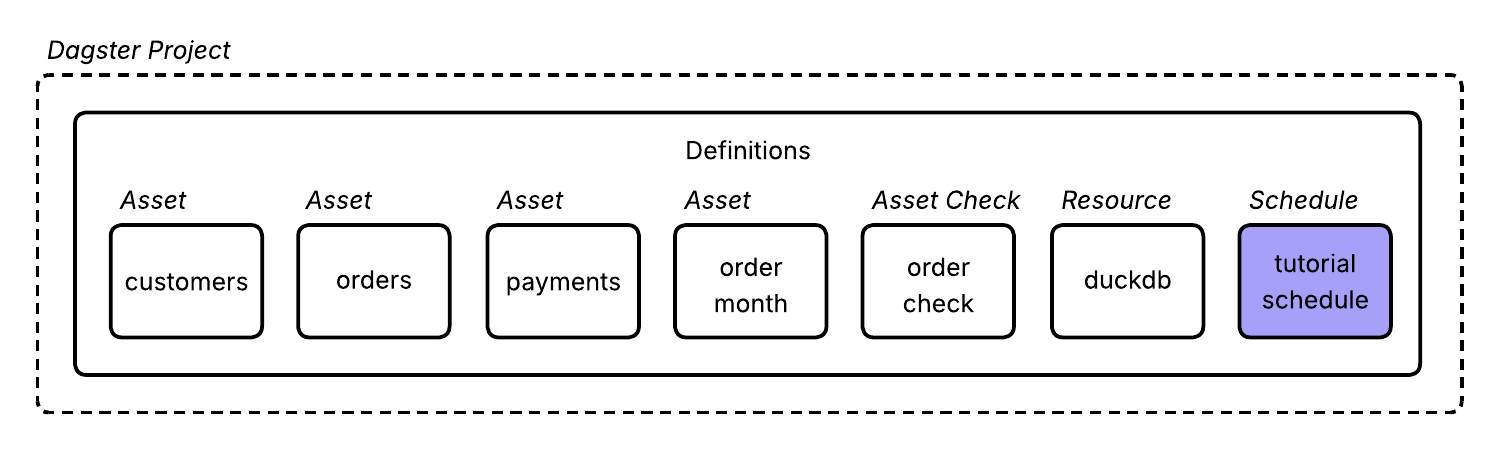 Dagster Project
Definitions
Asset
Asset
Asset
Asset
Asset Check
Resource
Schedule
customers
orders
payments
order
month
order
check
duckdb
tutorial
schedule